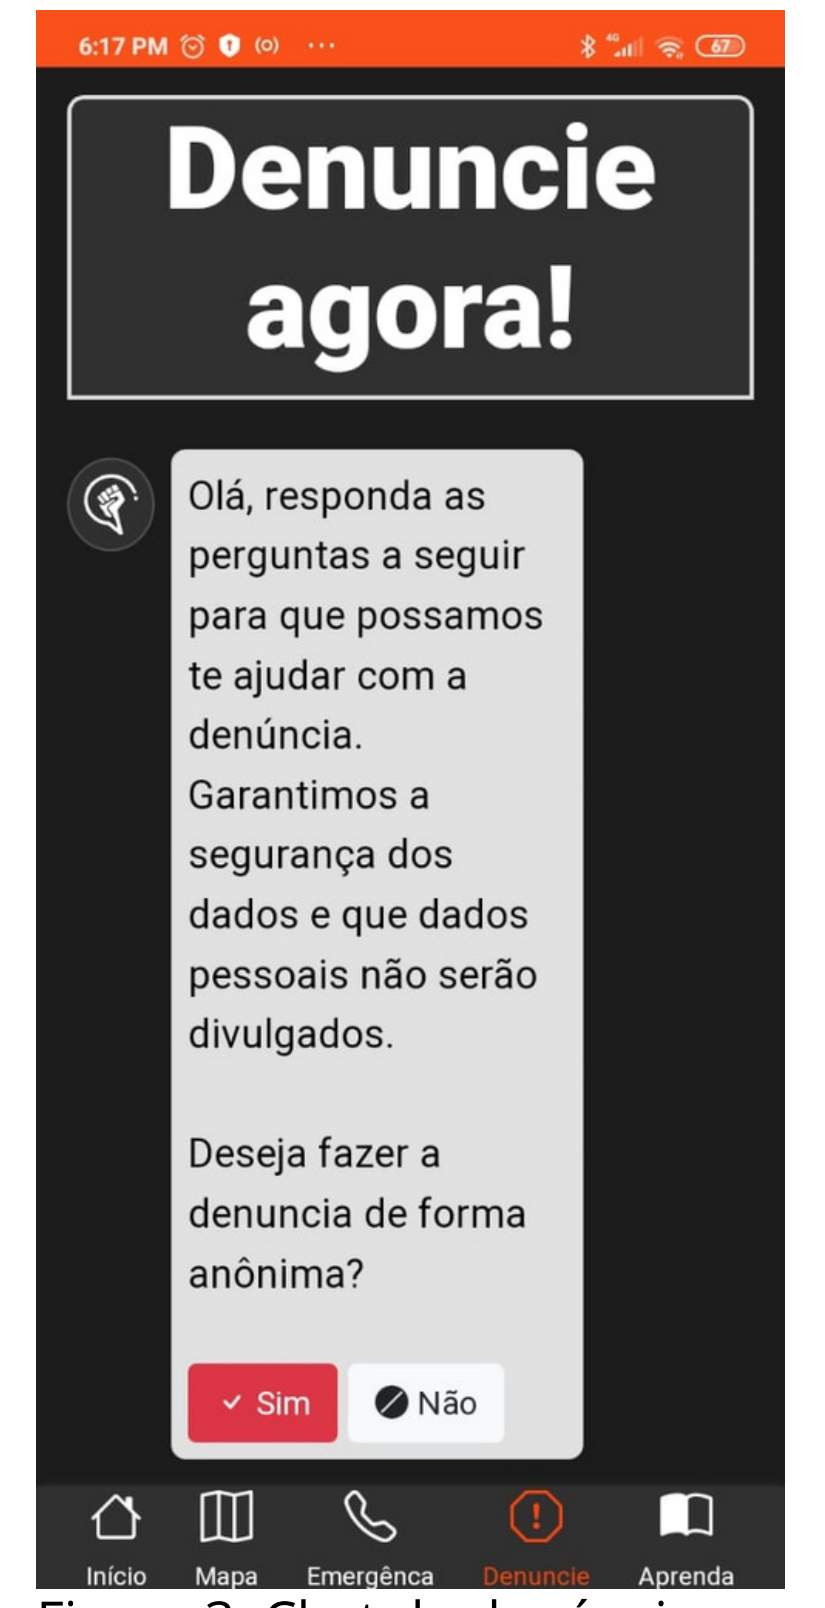 6:17 PM
4G
67
Denuncie
agora!
Olá, responda as
perguntas a seguir
para que possamos
te ajudar com a
denúncia.
Garantimos a
segurança dos
dados e que dados
pessoais não serão
divulgados.
Deseja fazer a
denuncia de forma
anônima?
Sim
Não
Início
Mapa
Emergênca
Denuncie
Aprenda